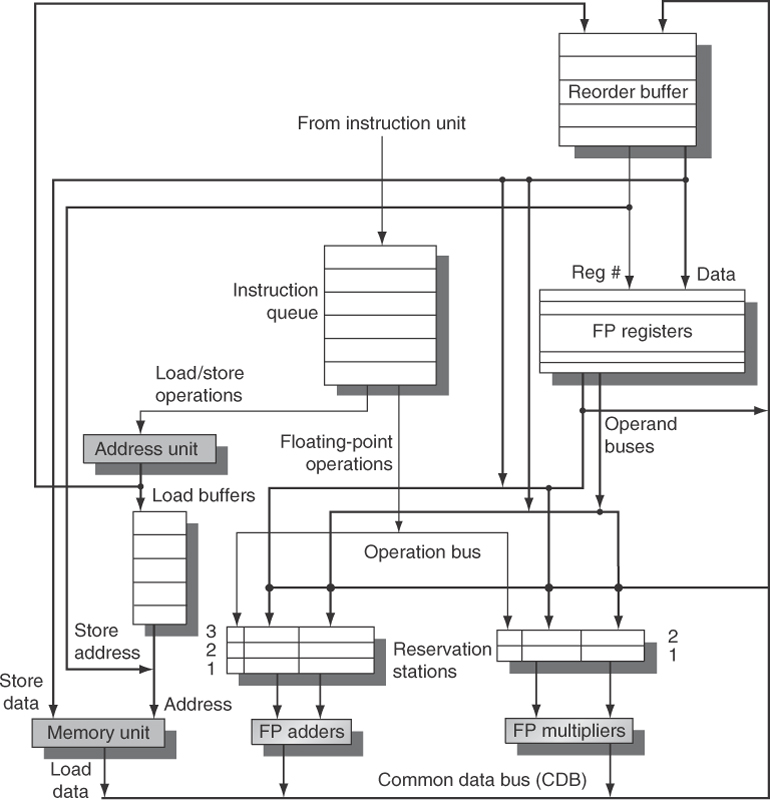 Reorder buffer
From instruction unit
Reg #
Data
Instruction
queue
FP registers
Load/store
operations
Operand
buses
Address unit
Floating-point
operations
Load buffers
Operation bus
Store
address
3
2
1
Reservation
stations
2
1
Store
data
Address
Memory unit
FP adders
FP multipliers
Load
data
Common data bus (CDB)